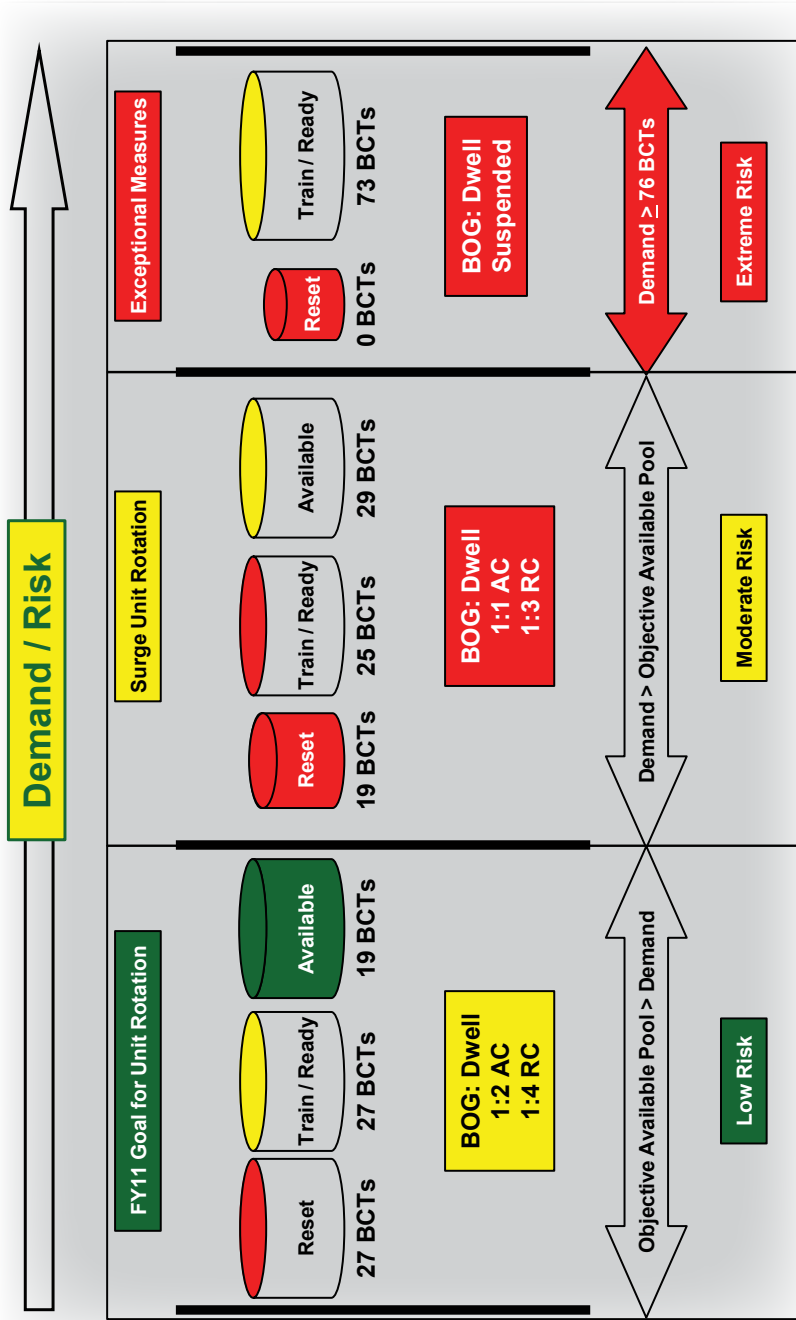 Demand / Risk
FY11 Goal for Unit Rotation
Reset
27 BCTs
Train / Ready
27 BCTs
Available
19 BCTs
BOG: Dwell
1:2 AC
1:4 RC
Objective Available Pool > Demand
Low Risk
Surge Unit Rotation
Reset
19 BCTs
Train / Ready
25 BCTs
Available
29 BCTs
BOG: Dwell
1:1 AC
1:3 RC
Demand > Objective Available Pool
Moderate Risk
Exceptional Measures
Reset
0 BCTs
Train / Ready
73 BCTs
BOG: Dwell
Suspended
Demand ≥ 76 BCTs
Extreme Risk